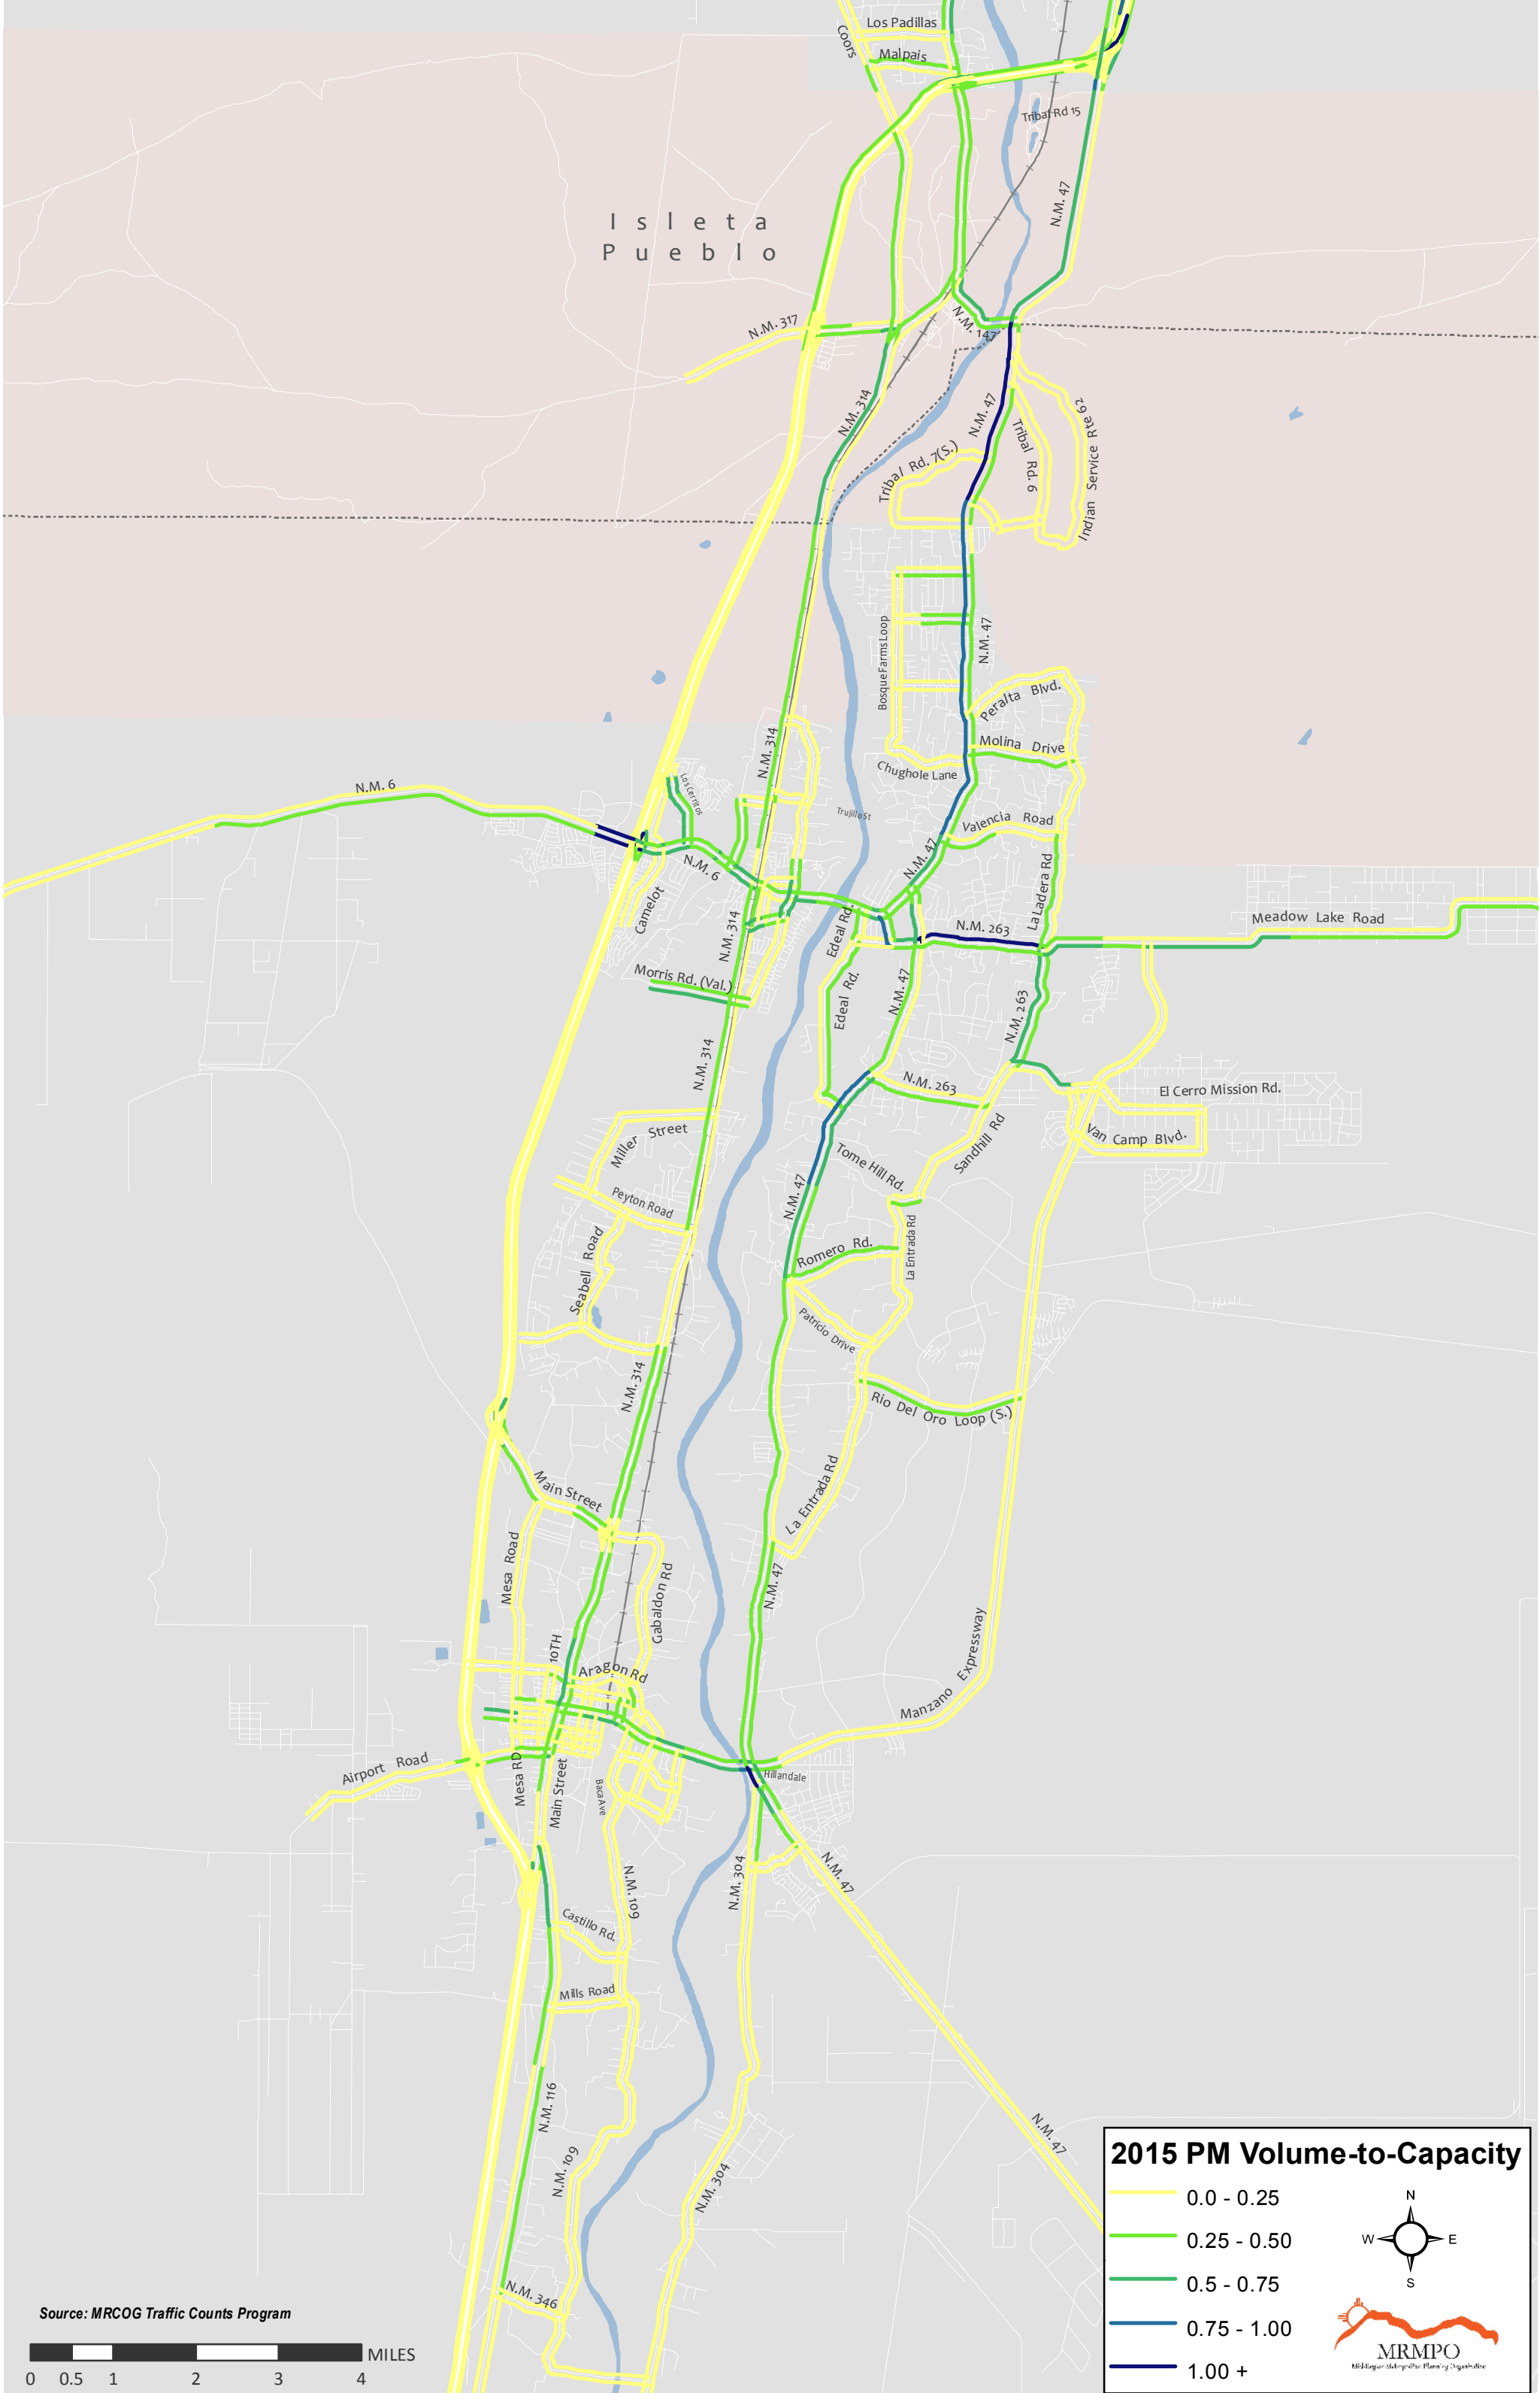 Los Padillas
Coors
Malpais
Tribal Rd 15
N.M. 47
Isleta
Pueblo
N.M. 317
N.M. 147
N.M. 314
N.M. 47
Tribal Rd. 7(S.)
Tribal Rd. 6
Indian Service Rte 62
Bosque Farms Loop
N.M. 47
Peralta Blvd.
N.M. 314
Molina Drive
Chughole Lane
Los Cerritos
N.M. 6
Trujillo St
Valencia Road
N.M. 47
N.M. 6
La Ladera Rd
Camelot
N.M. 314
Edeal Rd.
N.M. 263
Meadow Lake Road
Morris Rd. (Val.)
Edeal Rd.
N.M. 47
N.M. 263
N.M. 314
N.M. 263
El Cerro Mission Rd.
Miller Street
Sandhill Rd
Van Camp Blvd.
Tome Hill Rd.
Peyton Road
N.M. 47
Seabell Road
La Entrada Rd
Romero Rd.
Patricio Drive
N.M. 314
Rio Del Oro Loop (S.)
Main Street
La Entrada Rd
Mesa Road
Gabaldon Rd
N.M. 47
10TH
Aragon Rd
Manzano Expressway
Airport Road
Mesa RD
Main Street
Baca Ave
Hillandale
N.M. 304
N.M. 47
N.M. 109
Castillo Rd.
Mills Road
N.M. 116
N.M. 47
N.M. 109
N.M. 304
N.M. 346
2015 PM Volume-to-Capacity
0.0 - 0.25
0.25 - 0.50
0.5 - 0.75
0.75 - 1.00
1.00 +
N
W E
S
MRMPO
Mid-Region Metropolitan Planning Organization
Source: MRCOG Traffic Counts Program
MILES
0 0.5 1 2 3 4